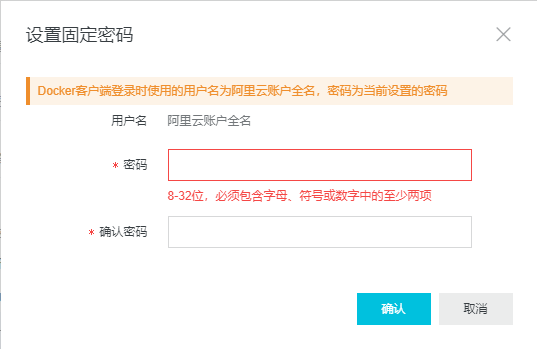 设置固定密码
Docker客户端登录时使用的用户名为阿里云账户全名，密码为当前设置的密码
用户名 阿里云账户全名
* 密码
8-32位，必须包含字母、符号或数字中的至少两项
* 确认密码
确认 取消